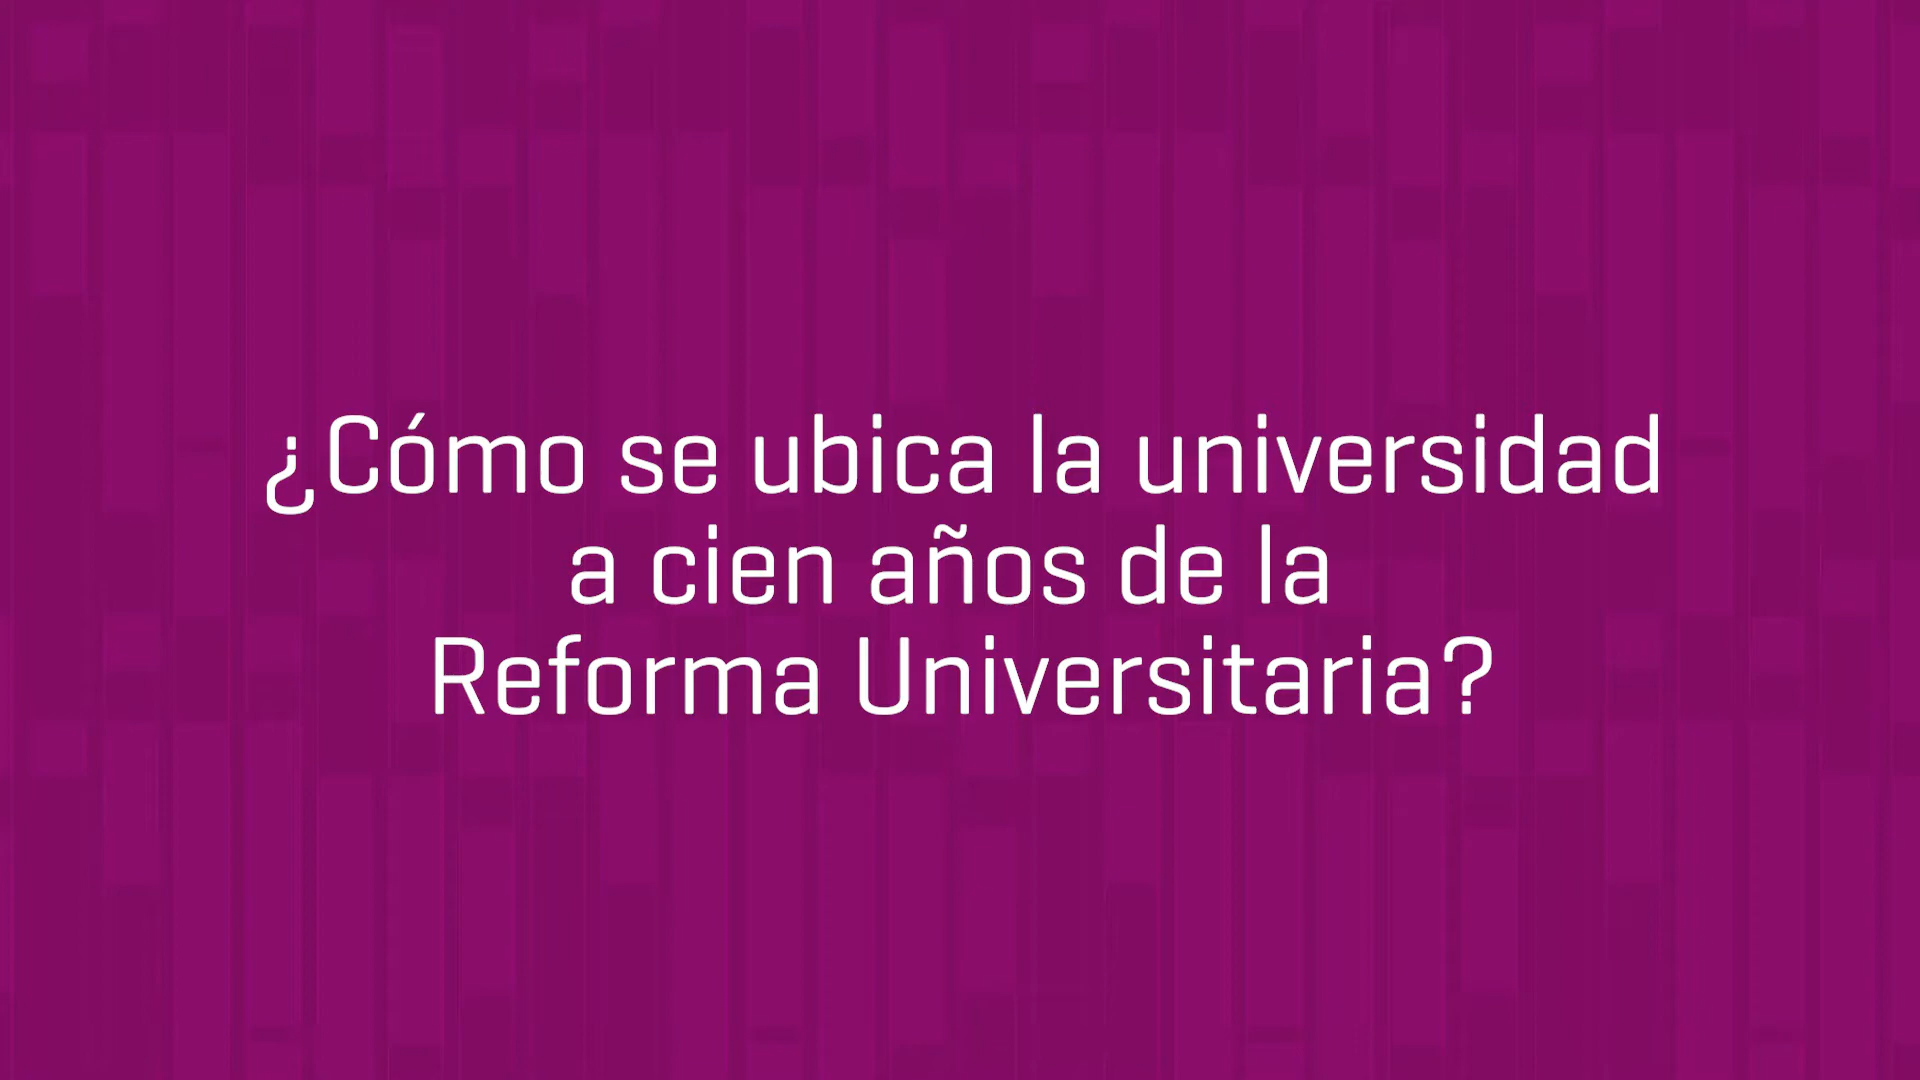 ¿Cómo se ubica la universidad
a cien años de la
Reforma Universitaria?